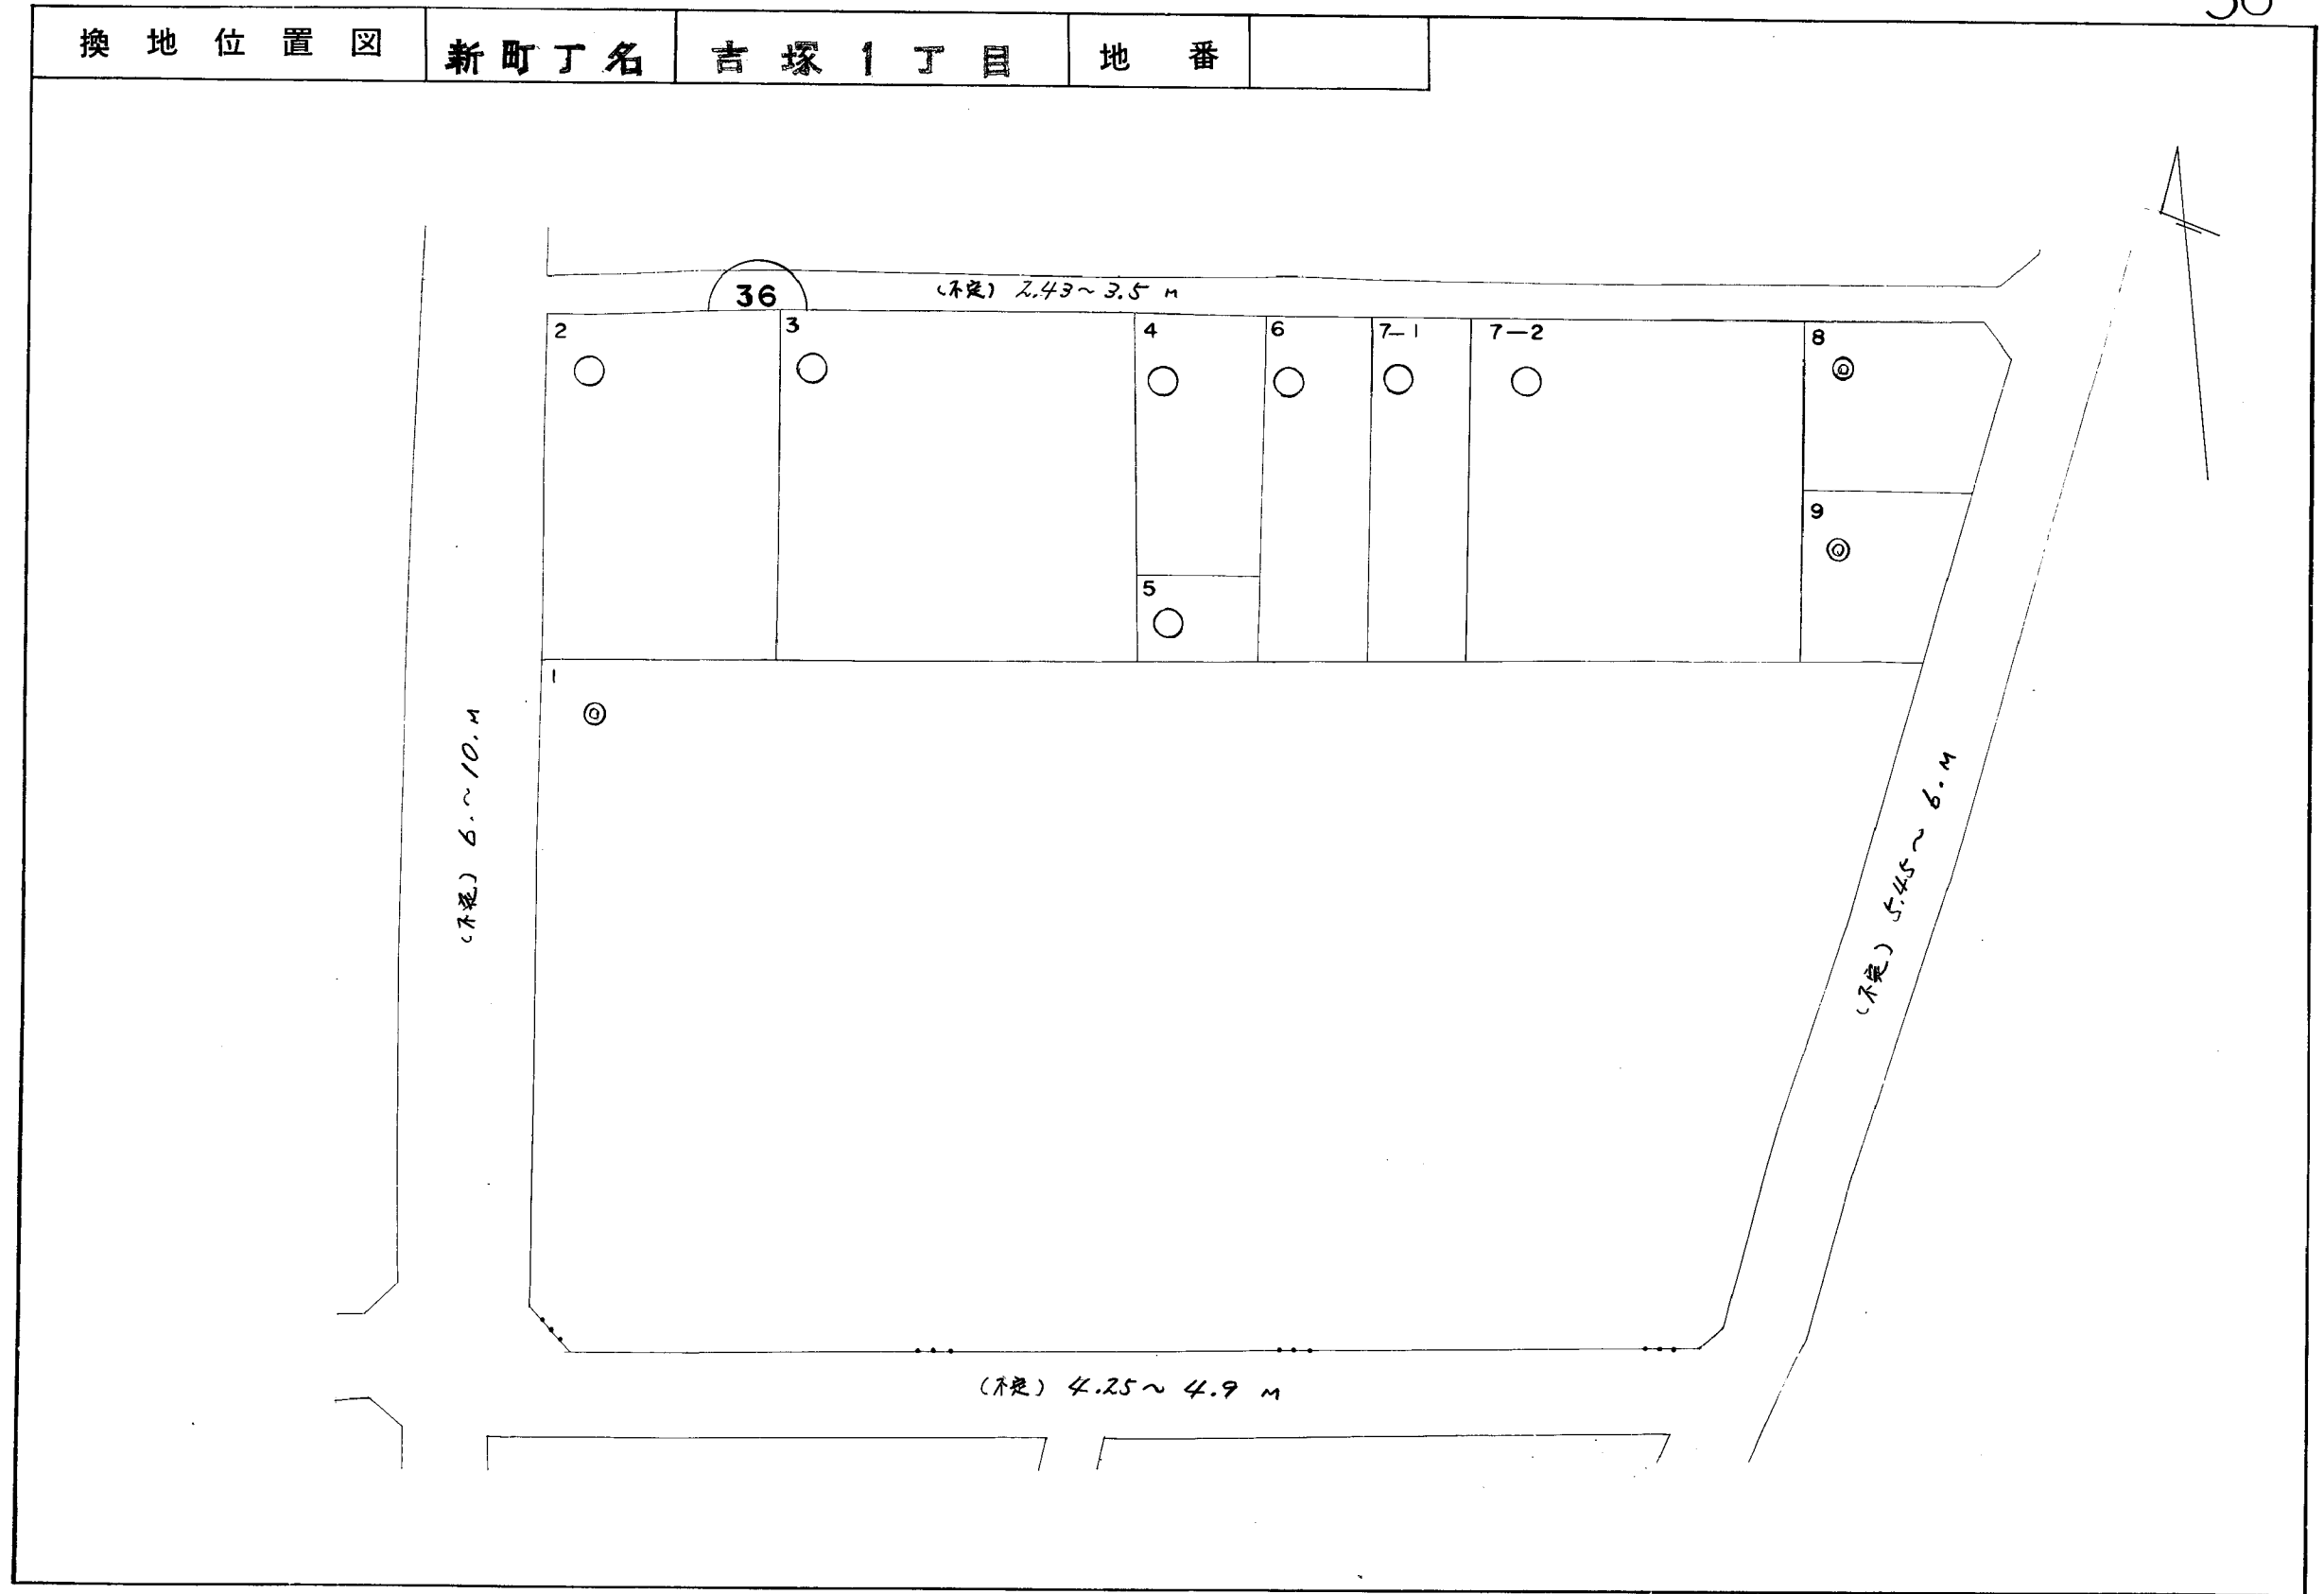 換地位置図 新町丁名 吉塚1丁目 地番
36
(不定) 2.43~3.5 M
2 3 4 6 7-1 7-2 8
9
5
1
(不定) 6.~10.M
(不定) 5.45~6.M
(不定) 4.25~4.9 M